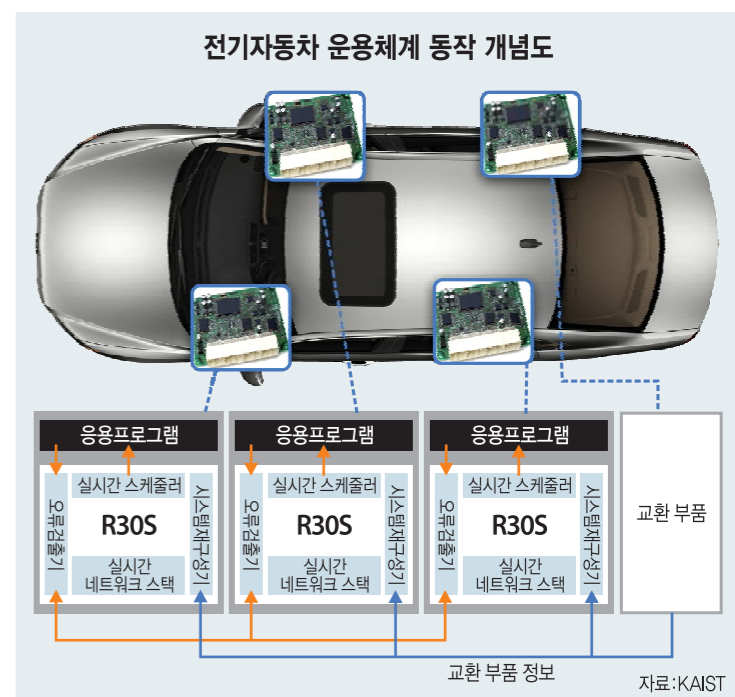 전기자동차 운용체계 동작 개념도
응용프로그램
오류검출기
실시간 스케줄러
R30S
실시간
네트워크 스택
시스템재구성기
응용프로그램
오류검출기
실시간 스케줄러
R30S
실시간
네트워크 스택
시스템재구성기
응용프로그램
오류검출기
실시간 스케줄러
R30S
실시간
네트워크 스택
시스템재구성기
교환 부품
교환 부품 정보
자료:KAIST